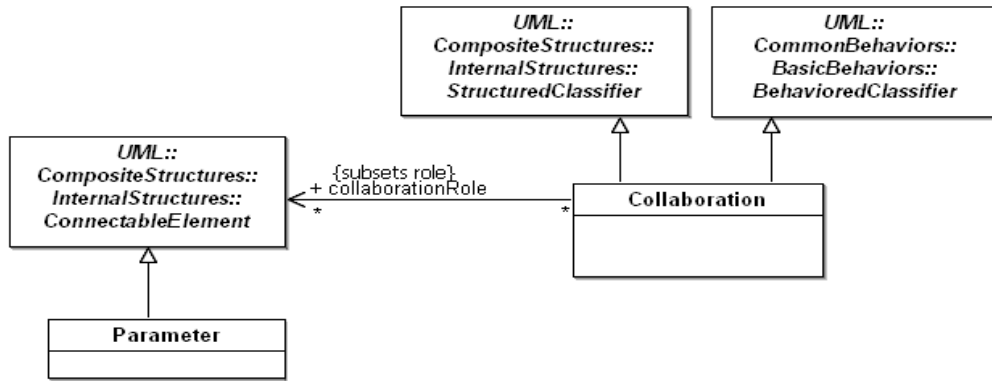 UML::
CompositeStructures::
InternalStructures::
StructuredClassifier
UML::
CommonBehaviors::
BasicBehaviors::
BehavioredClassifier
UML::
CompositeStructures::
InternalStructures::
ConnectableElement
{subsets role}
+ collaborationRole
*
*
Collaboration
Parameter